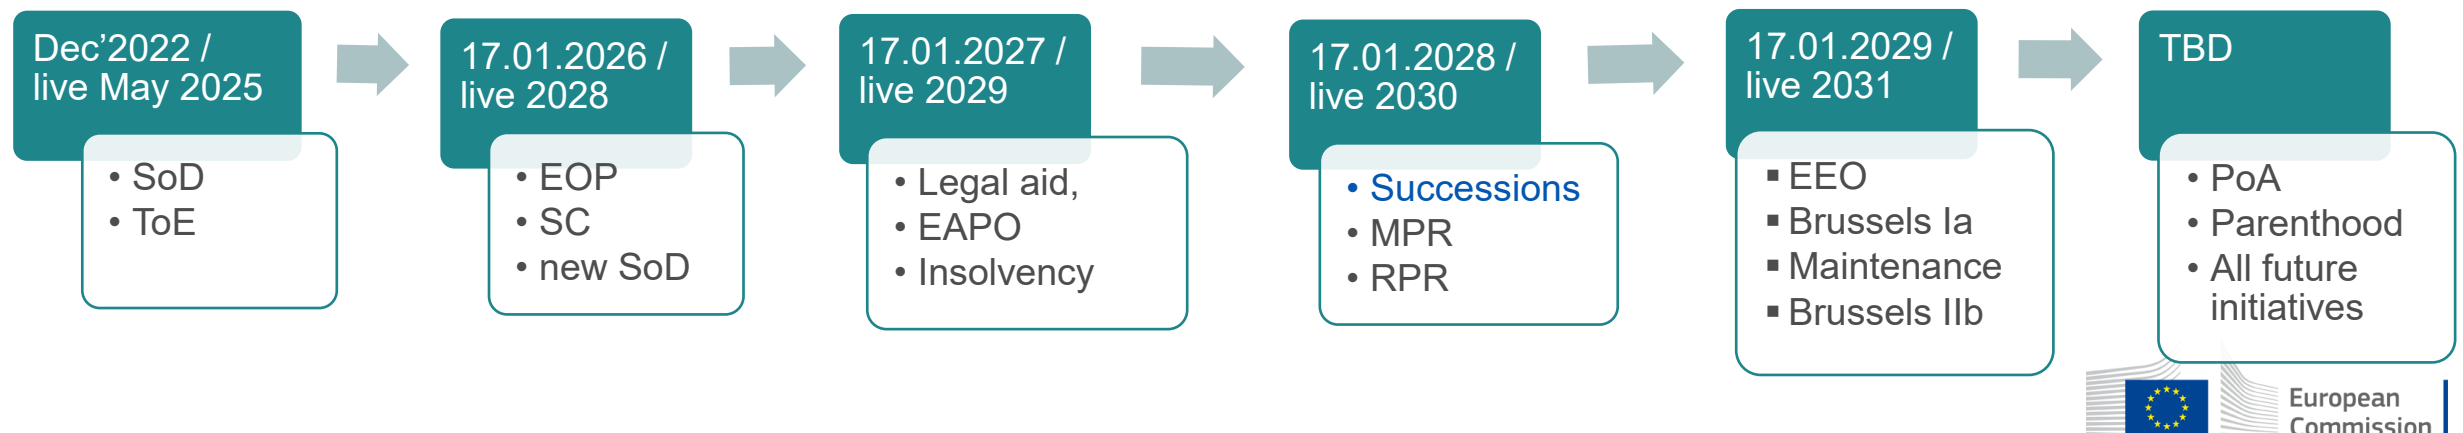 Dec’2022 /
live May 2025
• SoD
• ToE
17.01.2026 /
live 2028
• EOP
• SC
• new SoD
17.01.2027 /
live 2029
• Legal aid,
• EAPO
• Insolvency
17.01.2028 /
live 2030
• Successions
• MPR
• RPR
17.01.2029 /
live 2031
▪ EEO
▪ Brussels Ia
▪ Maintenance
▪ Brussels IIb
TBD
• PoA
• Parenthood
• All future
initiatives
European
Commission